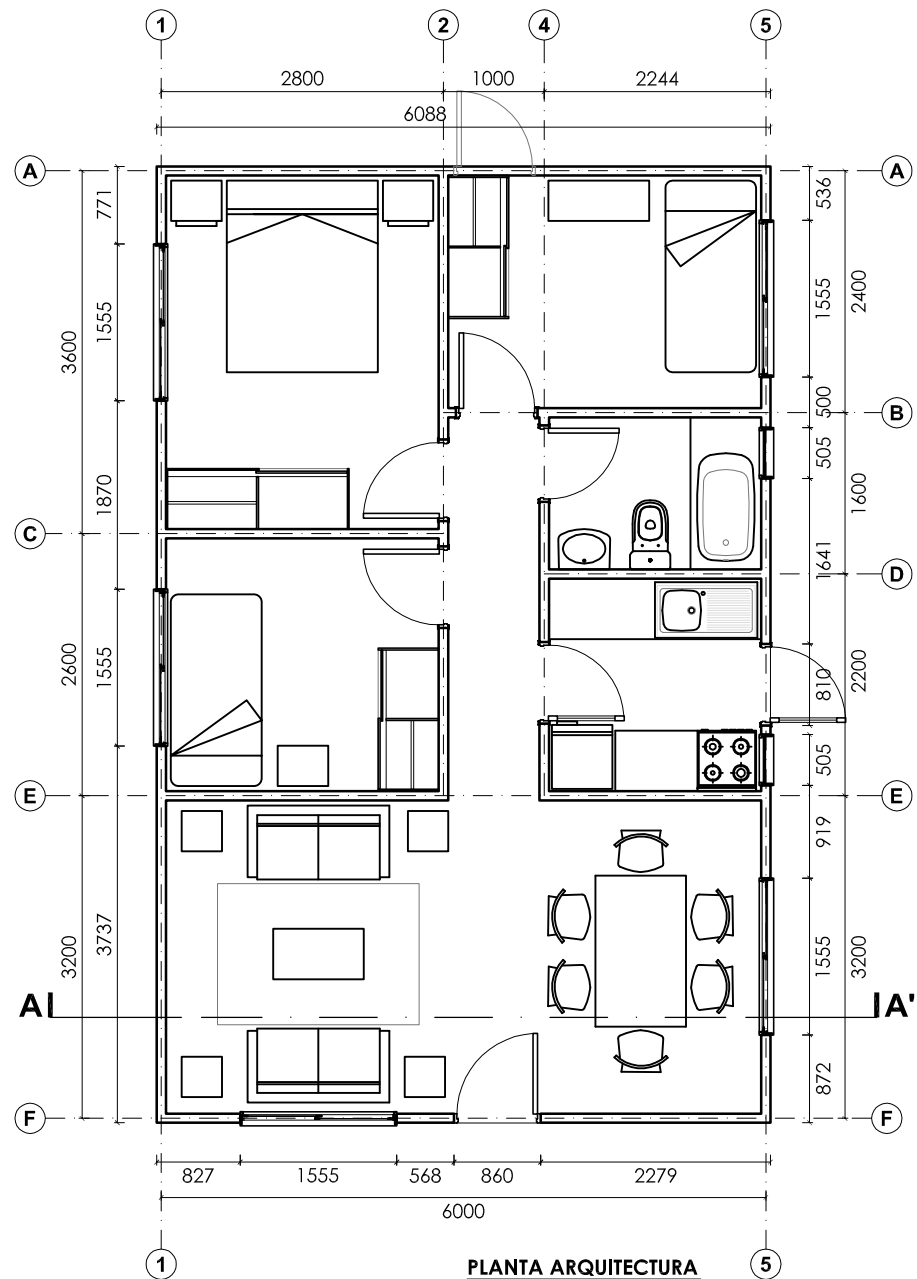 1 2 4 5
2800 1000 2244
6088
A A
771 536
1555 1555 2400
3600
500
B
505
1870 1600
C
1641
D
2600 1555 810 2200
505
E E
919
3200 3737 1555 3200
A A'
872
F F
827 1555 568 860 2279
6000
1 5
PLANTA ARQUITECTURA